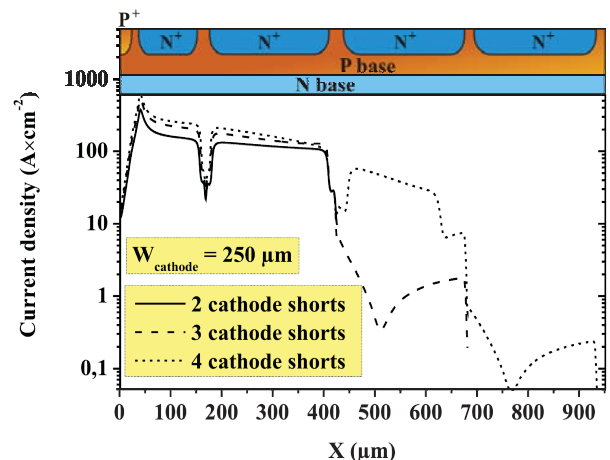 P+
N+ N+ N+ N+
P base
N base
1000
100
10
1
0,1
Current density (A×cm-2)
Wcathode = 250 µm
2 cathode shorts
3 cathode shorts
4 cathode shorts
0 100 200 300 400 500 600 700 800 900
X (µm)